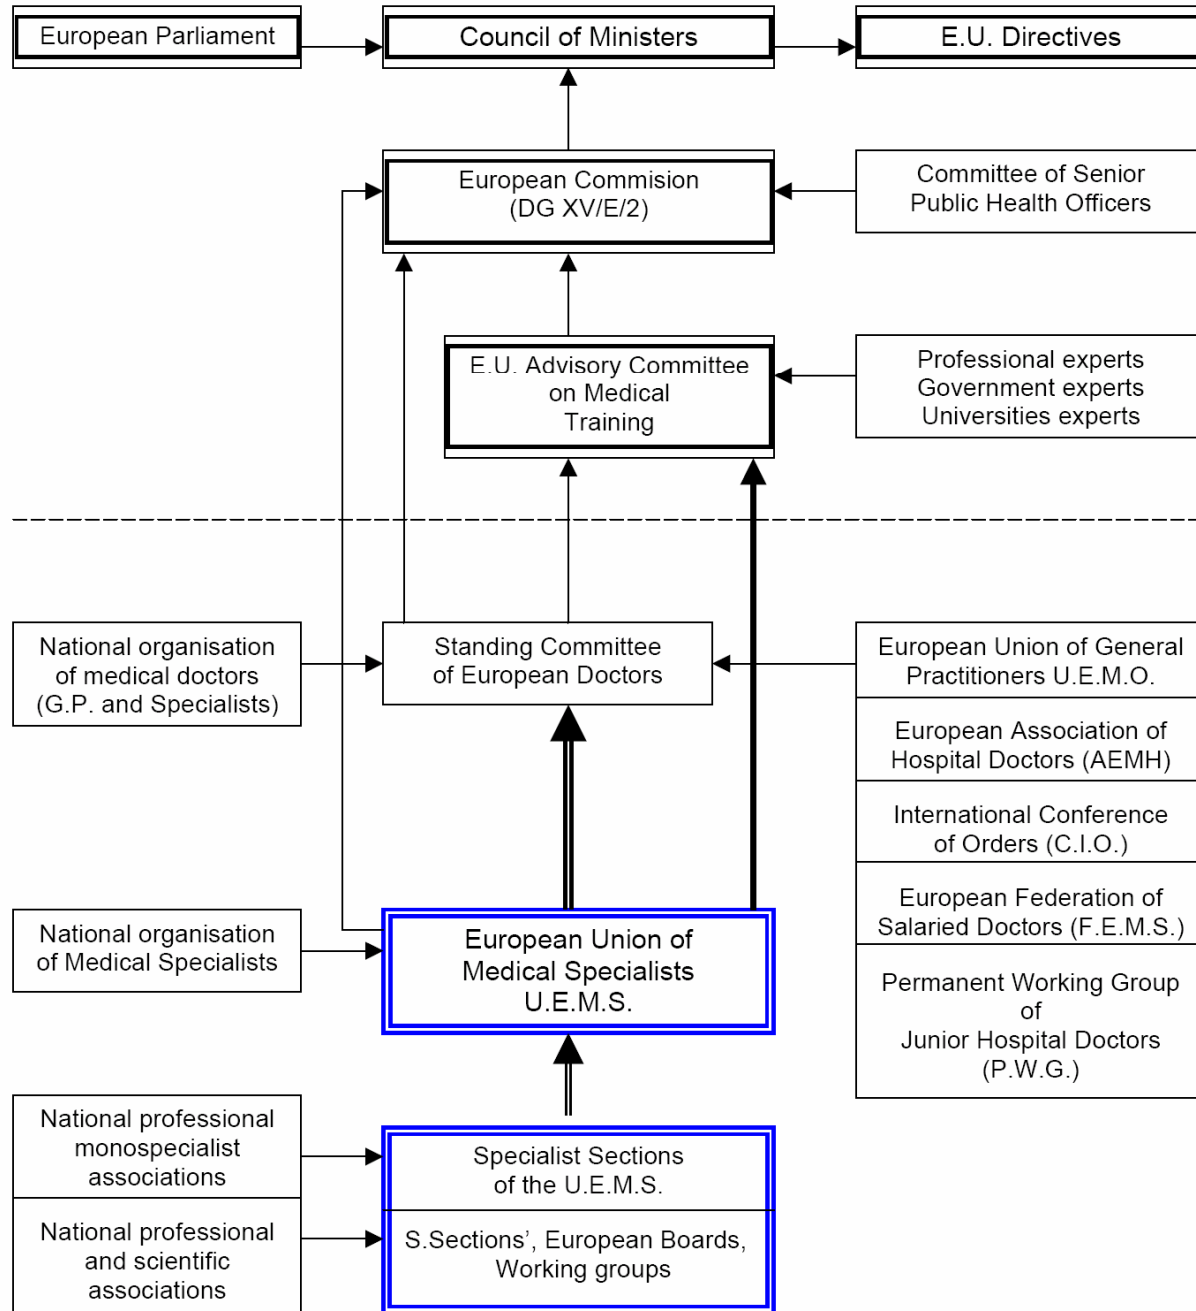 European Parliament
Council of Ministers
E.U. Directives
European Commision
(DG XV/E/2)
Committee of Senior
Public Health Officers
E.U. Advisory Committee
on Medical
Training
Professional experts
Government experts
Universities experts
National organisation
of medical doctors
(G.P. and Specialists)
Standing Committee
of European Doctors
European Union of General
Practitioners U.E.M.O.
European Association of
Hospital Doctors (AEMH)
International Conference
of Orders (C.I.O.)
European Federation of
Salaried Doctors (F.E.M.S.)
Permanent Working Group
of
Junior Hospital Doctors
(P.W.G.)
National organisation
of Medical Specialists
European Union of
Medical Specialists
U.E.M.S.
National professional
monospecialist
associations
Specialist Sections
of the U.E.M.S.
National professional
and scientific
associations
S.Sections’, European Boards,
Working groups